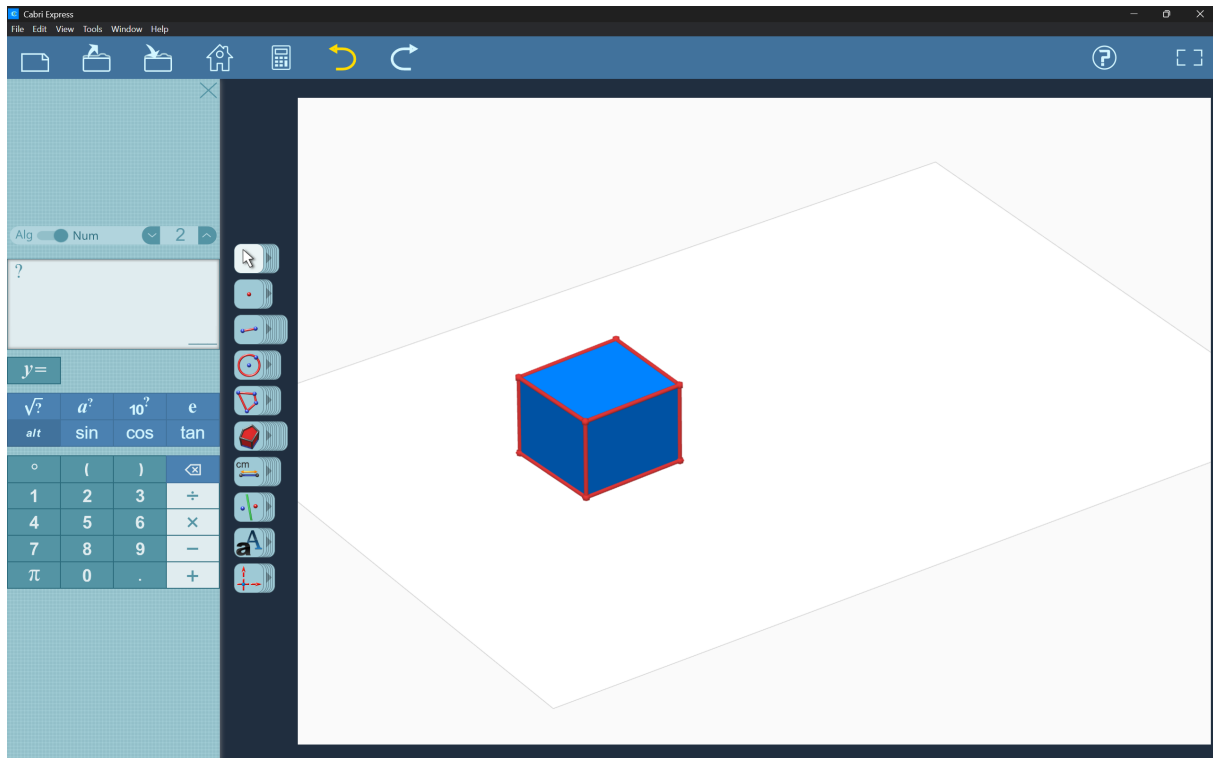 Cabri Express
File Edit View Tools Window Help
Alg Num 2
?
y=
√? a? 10? e
alt sin cos tan
° ( )
1 2 3 ÷
4 5 6 ×
7 8 9 −
π 0 . +
cm
aA